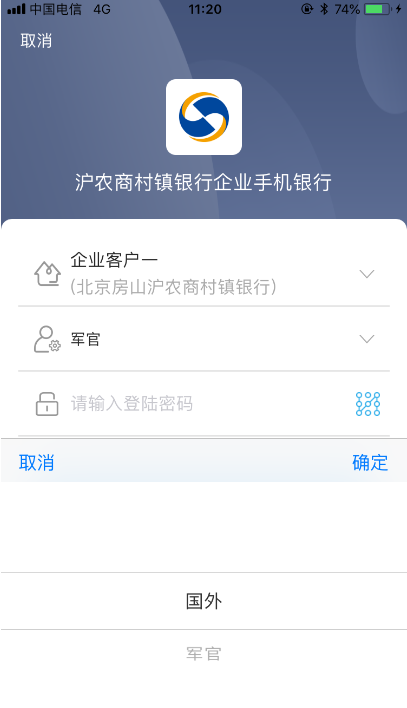 中国电信 4G 11:20 74%
取消
沪农商村镇银行企业手机银行
企业客户一
(北京房山沪农商村镇银行)
军官
请输入登陆密码
取消 确定
国外
军官